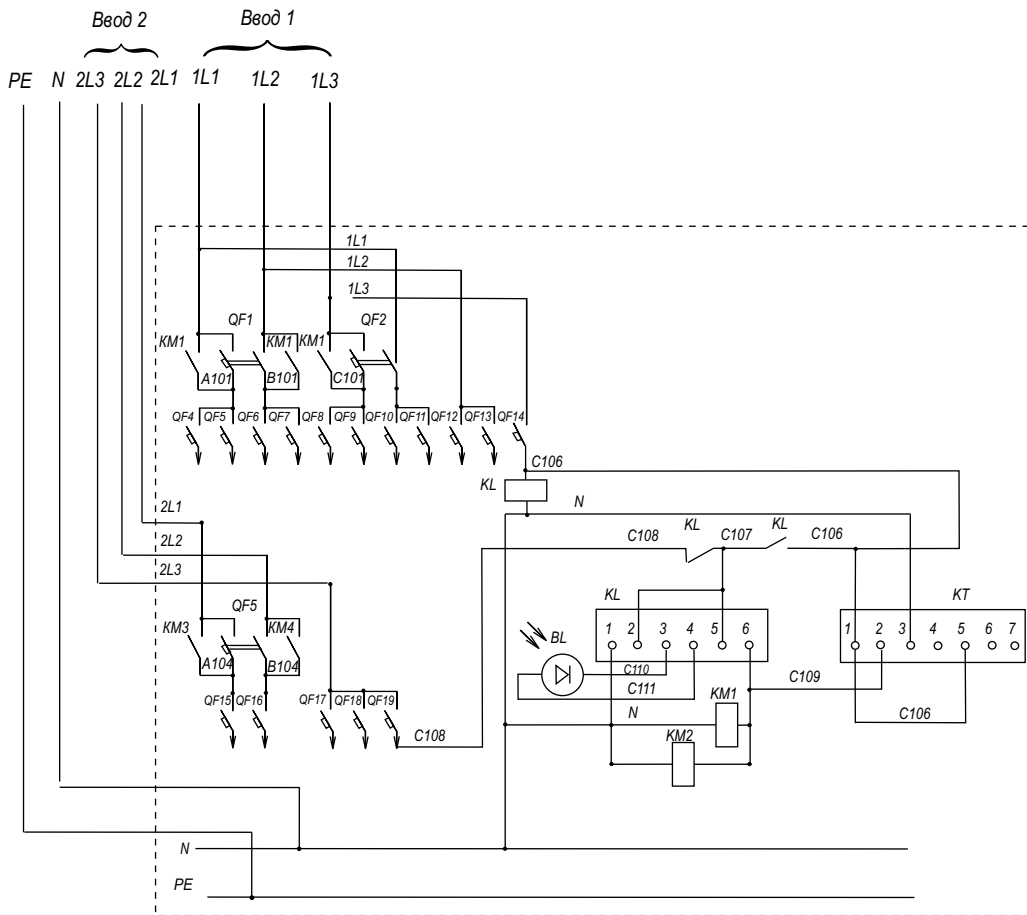 Ввод 2 Ввод 1
PE N 2L3 2L2 2L1 1L1 1L2 1L3
1L1
1L2
1L3
QF1 QF2
KM1 KM1 KM1
A101 B101 C101
QF4 QF5 QF6 QF7 QF8 QF9 QF10 QF11 QF12 QF13 QF14
C106
KL
N
2L1
2L2
2L3
C108 KL C107 KL C106
QF5
KL KT
KM3 KM4
1 2 3 4 5 6
1 2 3 4 5 6 7
BL
A104 B104
C110
C111
C109
QF15 QF16 QF17 QF18 QF19
KM1
N
C106
C108
KM2
N
PE